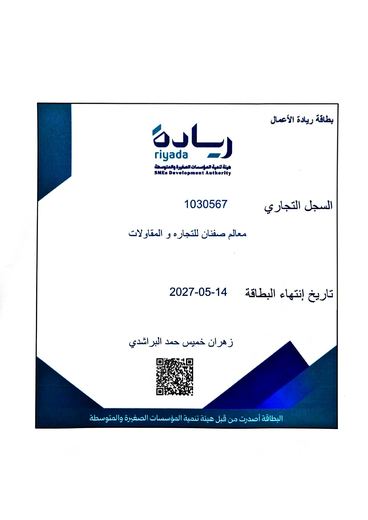 بطاقة ريادة الأعمال
ريـادة
riyada
هيئة تنمية المؤسسات الصغيرة والمتوسطة
SMEs Development Authority
السجل التجاري 1030567
معالم صفنان للتجاره و المقاولات
تاريخ إنتهاء البطاقة 2027-05-14
زهران خميس حمد البراشدي
البطاقة أصدرت من قبل هيئة تنمية المؤسسات الصغيرة والمتوسطة